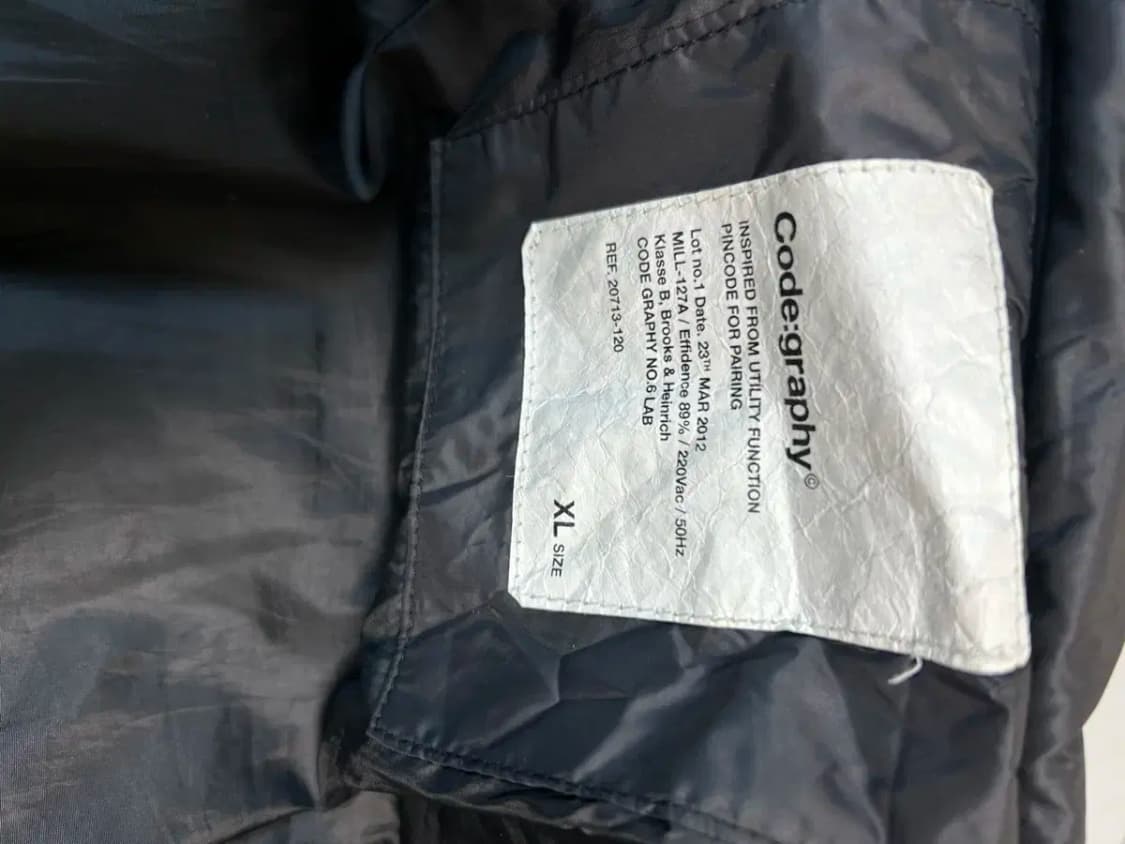 Code:graphy©
INSPIRED FROM UTILITY FUNCTION
PINCODE FOR PAIRING
Lot no.1 Date. 23TH MAR 2012
MILL-127A / Effidence 89% / 220Vac / 50Hz
Klasse B, Brooks & Heinrich
CODE GRAPHY NO.6 LAB
REF. 20713-120
XL SIZE